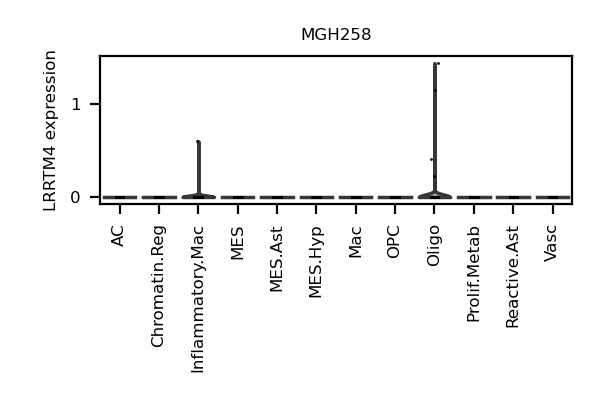 MGH258
LRRTM4 expression
1
0
AC
Chromatin.Reg
Inflammatory.Mac
MES
MES.Ast
MES.Hyp
Mac
OPC
Oligo
Prolif.Metab
Reactive.Ast
Vasc